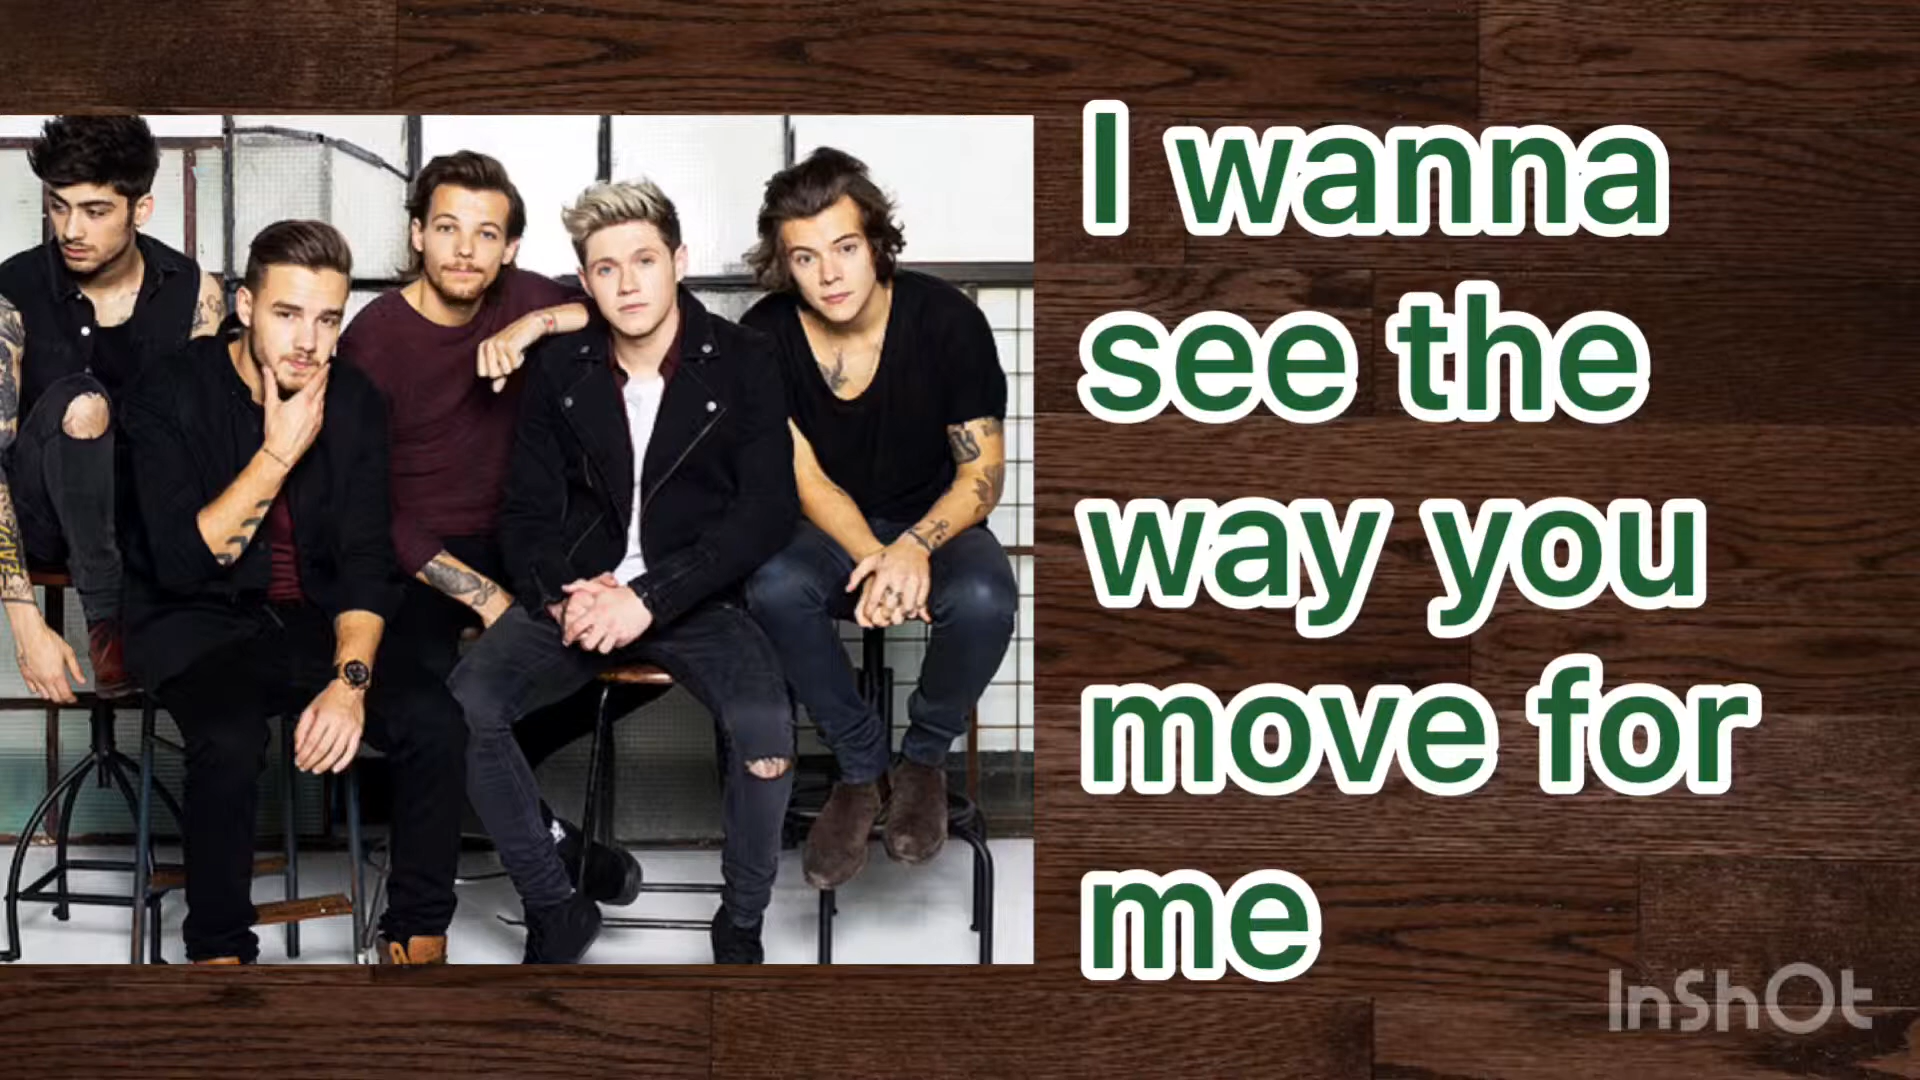 I wanna
see the
way you
move for
me
InShOt